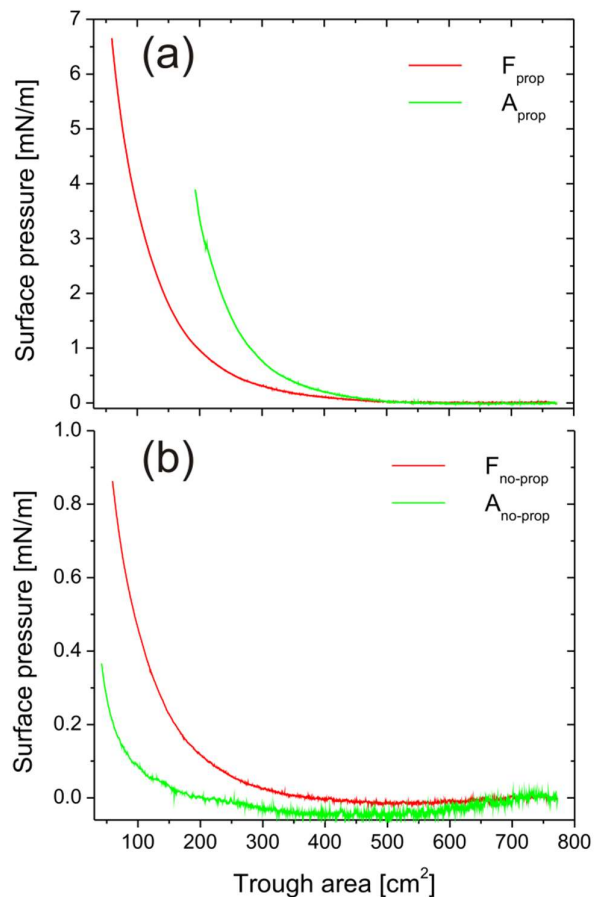 (a)
F_prop
A_prop
7
6
5
4
3
2
1
0
Surface pressure [mN/m]
(b)
F_no-prop
A_no-prop
1.0
0.8
0.6
0.4
0.2
0.0
Surface pressure [mN/m]
100 200 300 400 500 600 700 800
Trough area [cm²]